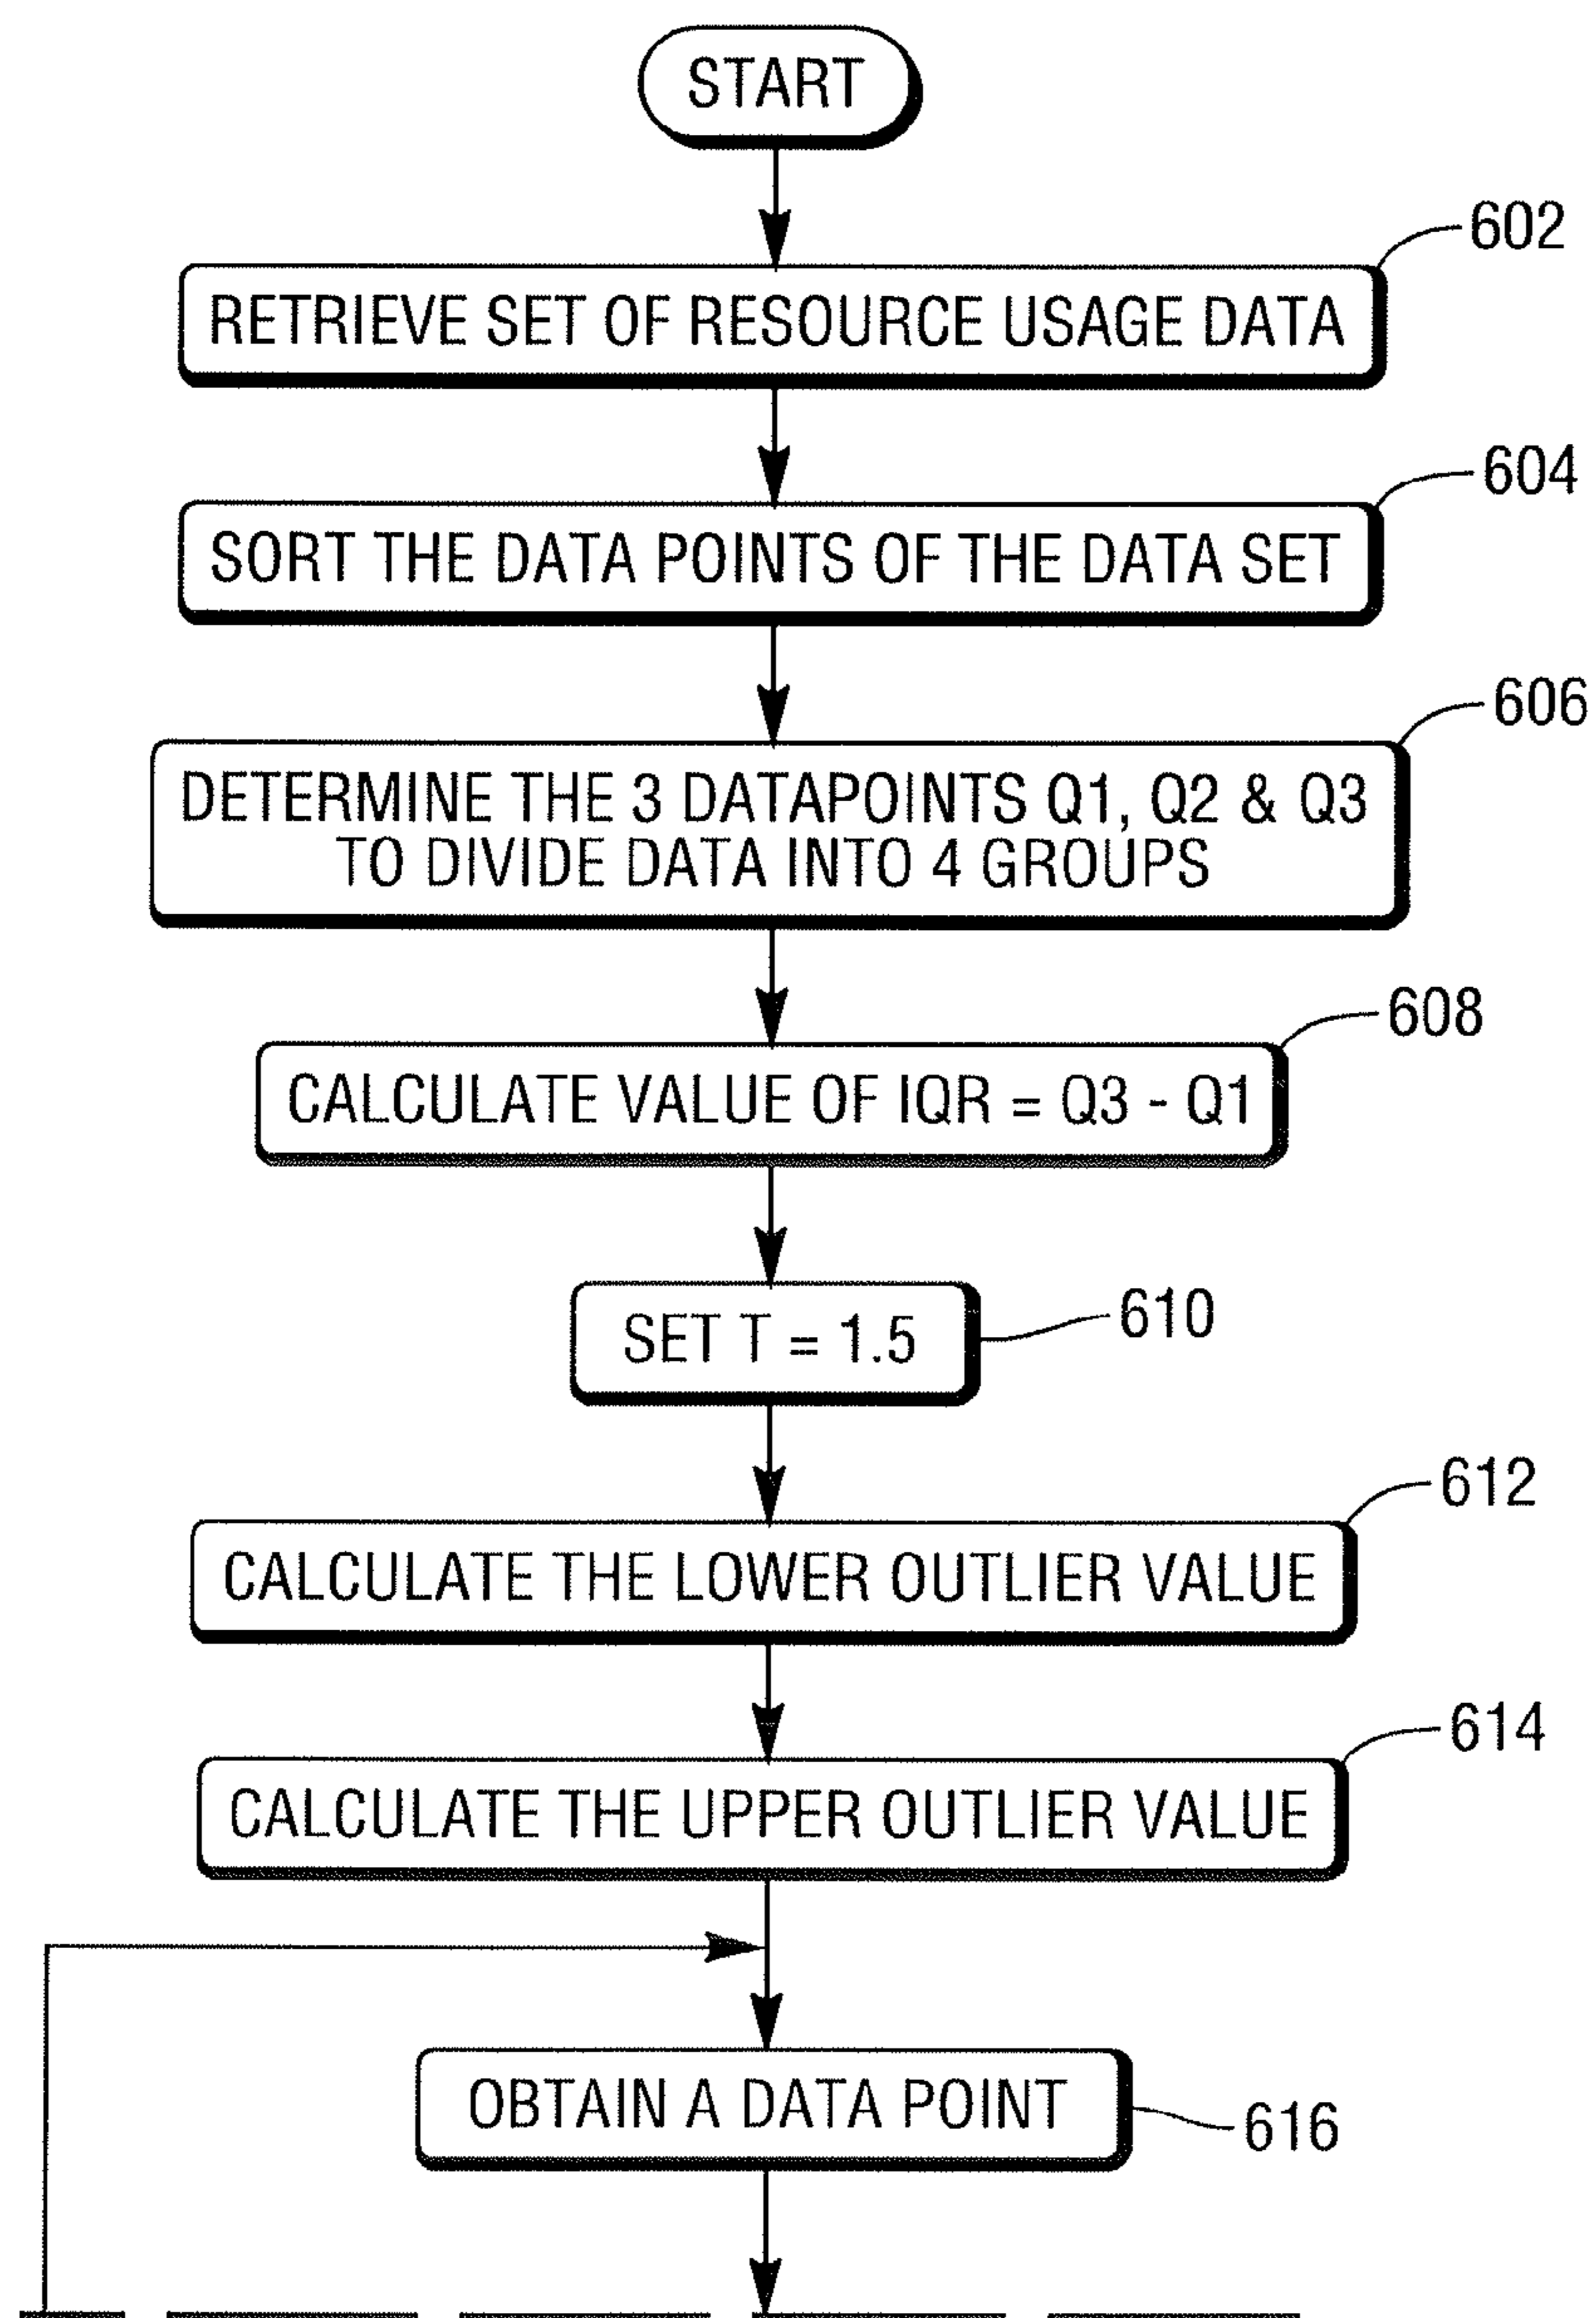 START
602
RETRIEVE SET OF RESOURCE USAGE DATA
604
SORT THE DATA POINTS OF THE DATA SET
606
DETERMINE THE 3 DATAPOINTS Q1, Q2 & Q3
TO DIVIDE DATA INTO 4 GROUPS
608
CALCULATE VALUE OF IQR = Q3 - Q1
SET T = 1.5
610
612
CALCULATE THE LOWER OUTLIER VALUE
614
CALCULATE THE UPPER OUTLIER VALUE
OBTAIN A DATA POINT
616